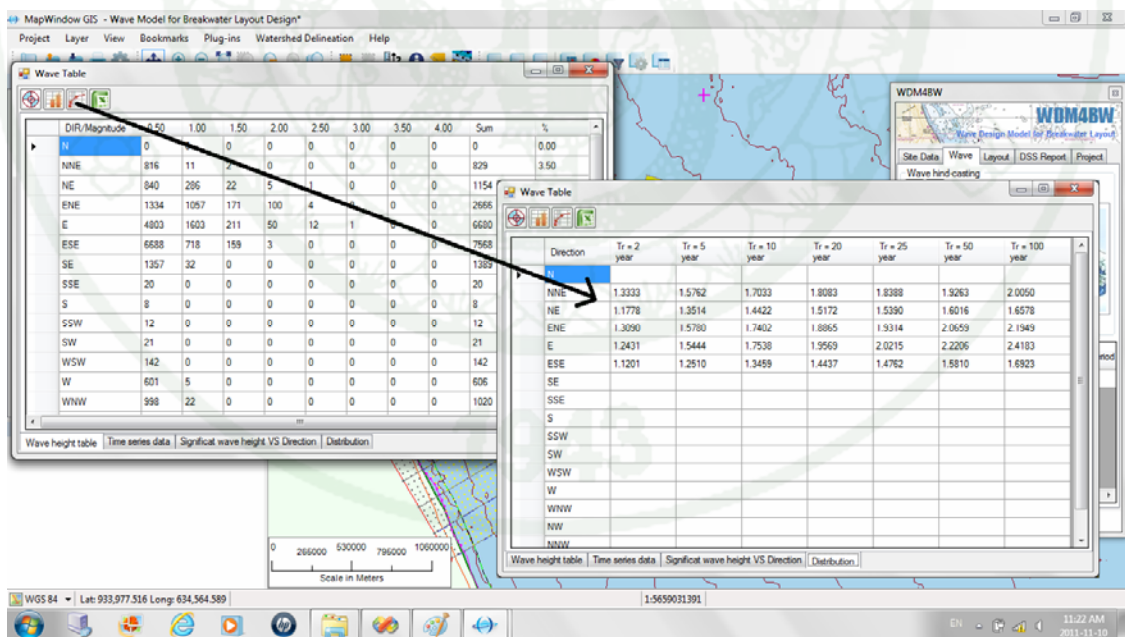 MapWindow GIS - Wave Model for Breakwater Layout Design*
Project Layer View Bookmarks Plug-ins Watershed Delineation Help
Wave Table
DIR/Magnitude 0.50 1.00 1.50 2.00 2.50 3.00 3.50 4.00 Sum %
N 0 0 0 0 0 0 0 0 0.00
NNE 816 11 2 0 0 0 0 829 3.50
NE 840 286 22 5 1 0 0 0 1154
ENE 1334 1057 171 100 4 0 0 2666
E 4803 1603 211 50 12 1 0 6680
ESE 6688 718 159 3 0 0 0 0 7568
SE 1357 32 0 0 0 0 0 0 1389
SSE 20 0 0 0 0 0 0 0 20
S 8 0 0 0 0 0 0 0 8
SSW 12 0 0 0 0 0 0 0 12
SW 21 0 0 0 0 0 0 0 21
WSW 142 0 0 0 0 0 0 0 142
W 601 5 0 0 0 0 0 0 606
WNW 998 22 0 0 0 0 0 0 1020
Wave height table Time series data Significat wave height VS Direction Distribution
WDM4BW
WDM4BW
Wave Design Model for Breakwater Layout
Site Data Wave Layout DSS Report Project
Wave hind-casting
Wave Table
Direction Tr = 2 year Tr = 5 year Tr = 10 year Tr = 20 year Tr = 25 year Tr = 50 year Tr = 100 year
N
NNE 1.3333 1.5762 1.7033 1.8083 1.8388 1.9263 2.0050
NE 1.1778 1.3514 1.4422 1.5172 1.5390 1.6016 1.6578
ENE 1.3090 1.5780 1.7402 1.8865 1.9314 2.0659 2.1949
E 1.2431 1.5444 1.7538 1.9569 2.0215 2.2206 2.4183
ESE 1.1201 1.2510 1.3459 1.4437 1.4762 1.5810 1.6923
SE
SSE
S
SSW
SW
WSW
W
WNW
NW
NNW
Wave height table Time series data Significat wave height VS Direction Distribution
1943
0 266000 530000 796000 1060000
Scale in Meters
WGS 84 Lat: 933,977.516 Long: 634,564.589 1:5659031391
EN 11:22 AM
2011-11-10